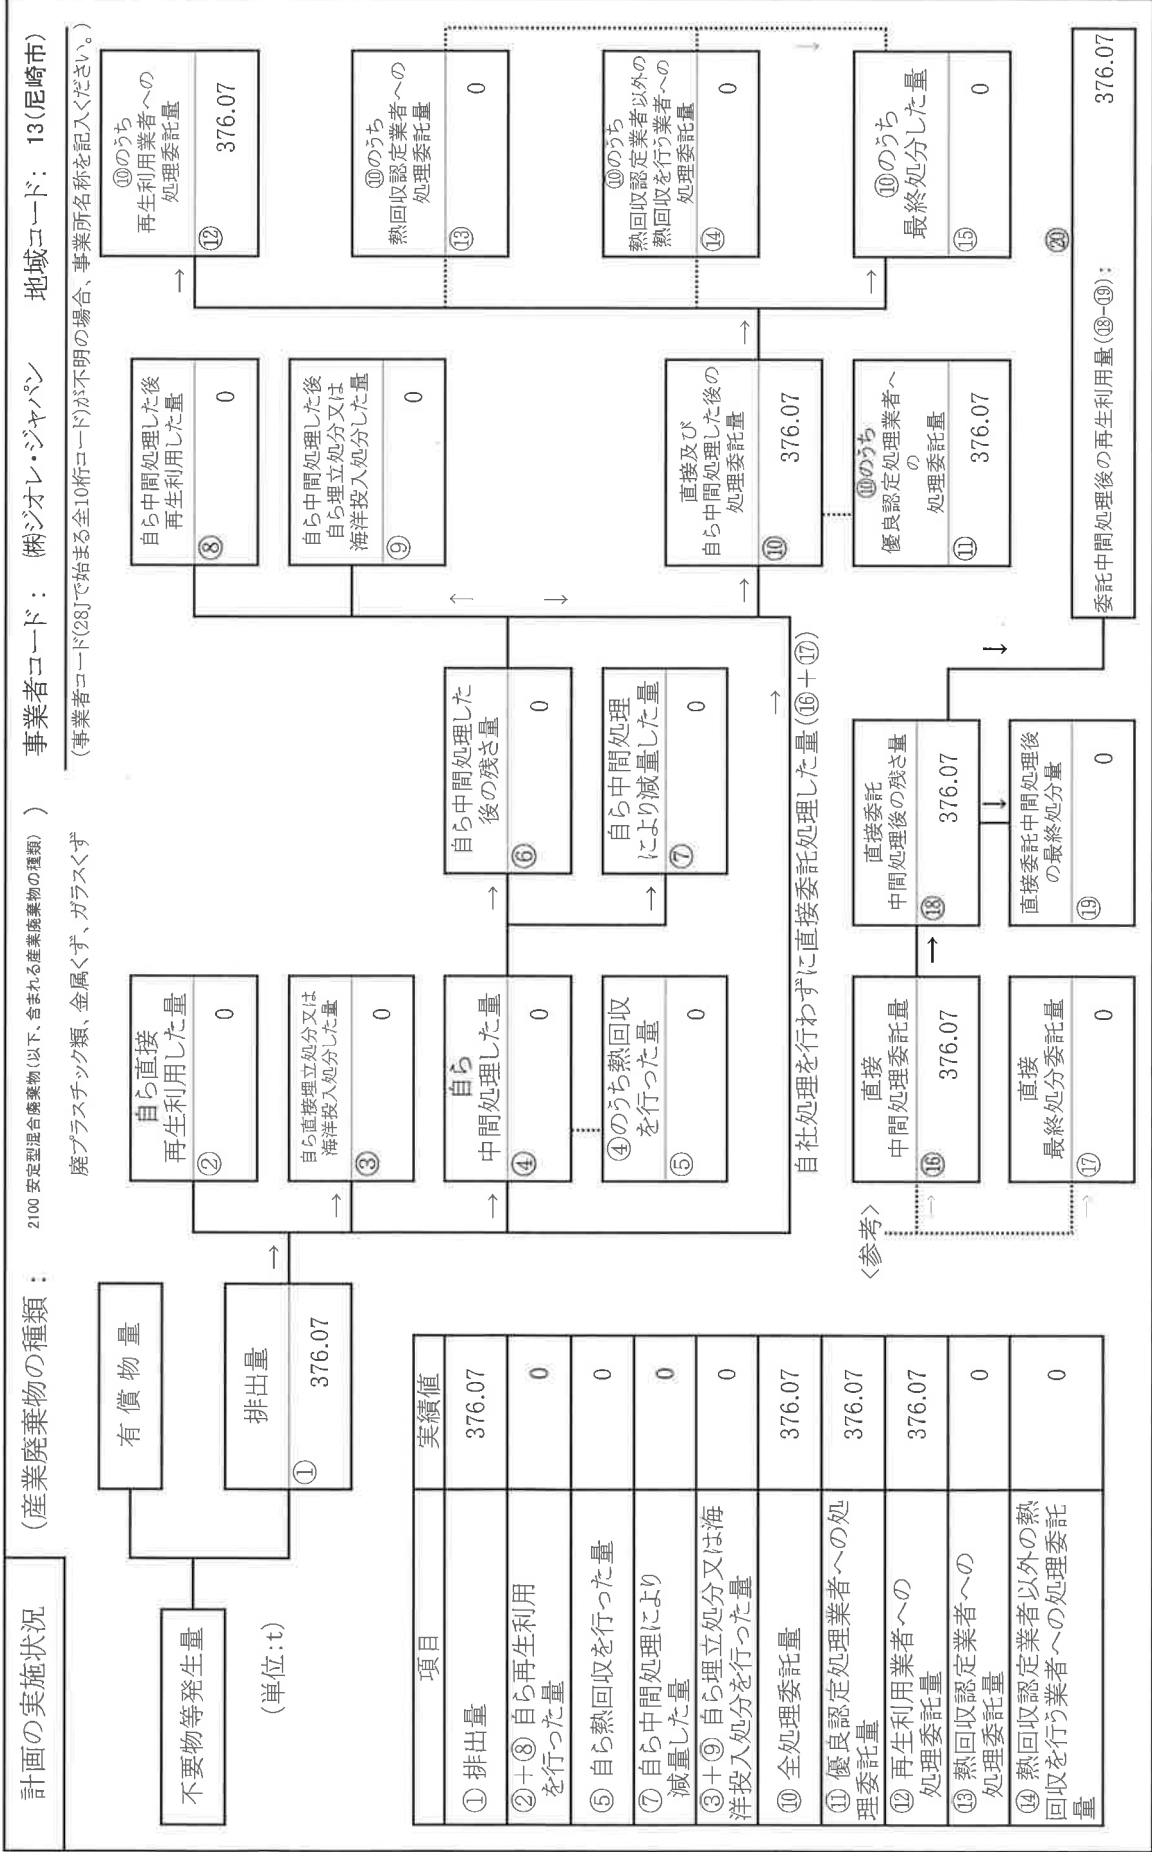 計画の実施状況
(産業廃棄物の種類： 2100 安定型混合廃棄物(以下、含まれる産業廃棄物の種類) )
廃プラスチック類、金属くず、ガラスくず
事業者コード： ㈱ジオレ・ジャパン 地域コード： 13(尼崎市)
(事業者コード(28」で始まる全10桁コード)が不明の場合、事業所名称を記入ください。)
不要物等発生量
(単位:t)
有 償 物 量
排出量
① 376.07
→
自ら直接
再生利用した量
② 0
→
自ら直接埋立処分又は
海洋投入処分した量
③ 0
→
自ら
中間処理した量
④ 0
④のうち熱回収
を行った量
⑤ 0
→
自ら中間処理した
後の残さ量
⑥ 0
→
自ら中間処理
により減量した量
⑦ 0
自ら中間処理した後
再生利用した量
⑧ 0
自ら中間処理した後
自ら埋立処分又は
海洋投入処分した量
⑨ 0
↑
↓
→
→
直接及び
自ら中間処理した後の
処理委託量
⑩ 376.07
⑩のうち
優良認定処理業者へ
の
処理委託量
⑪ 376.07
→
→
⑩のうち
再生利用業者への
処理委託量
⑫ 376.07
⑩のうち
熱回収認定業者への
処理委託量
⑬ 0
⑩のうち
熱回収認定業者以外の
熱回収を行う業者への
処理委託量
⑭ 0
↓
→
⑩のうち
最終処分した量
⑮ 0
自社処理を行わずに直接委託処理した量(⑯+⑰)
<参考>
→
直接
中間処理委託量
⑯ 376.07
→
直接
最終処分委託量
⑰ 0
→
直接委託
中間処理後の残さ量
⑱ 376.07
↓
直接委託中間処理後
の最終処分量
⑲ 0
↓
⑳
委託中間処理後の再生利用量(⑱-⑲)： 376.07
項目 実績値
① 排出量 376.07
②+⑧ 自ら再生利用
を行った量 0
⑤ 自ら熱回収を行った量 0
⑦ 自ら中間処理により
減量した量 0
③+⑨ 自ら埋立処分又は海
洋投入処分を行った量 0
⑩ 全処理委託量 376.07
⑪ 優良認定処理業者への処
理委託量 376.07
⑫ 再生利用業者への
処理委託量 376.07
⑬ 熱回収認定業者への
処理委託量 0
⑭ 熱回収認定業者以外の熱
回収を行う業者への処理委託
量 0